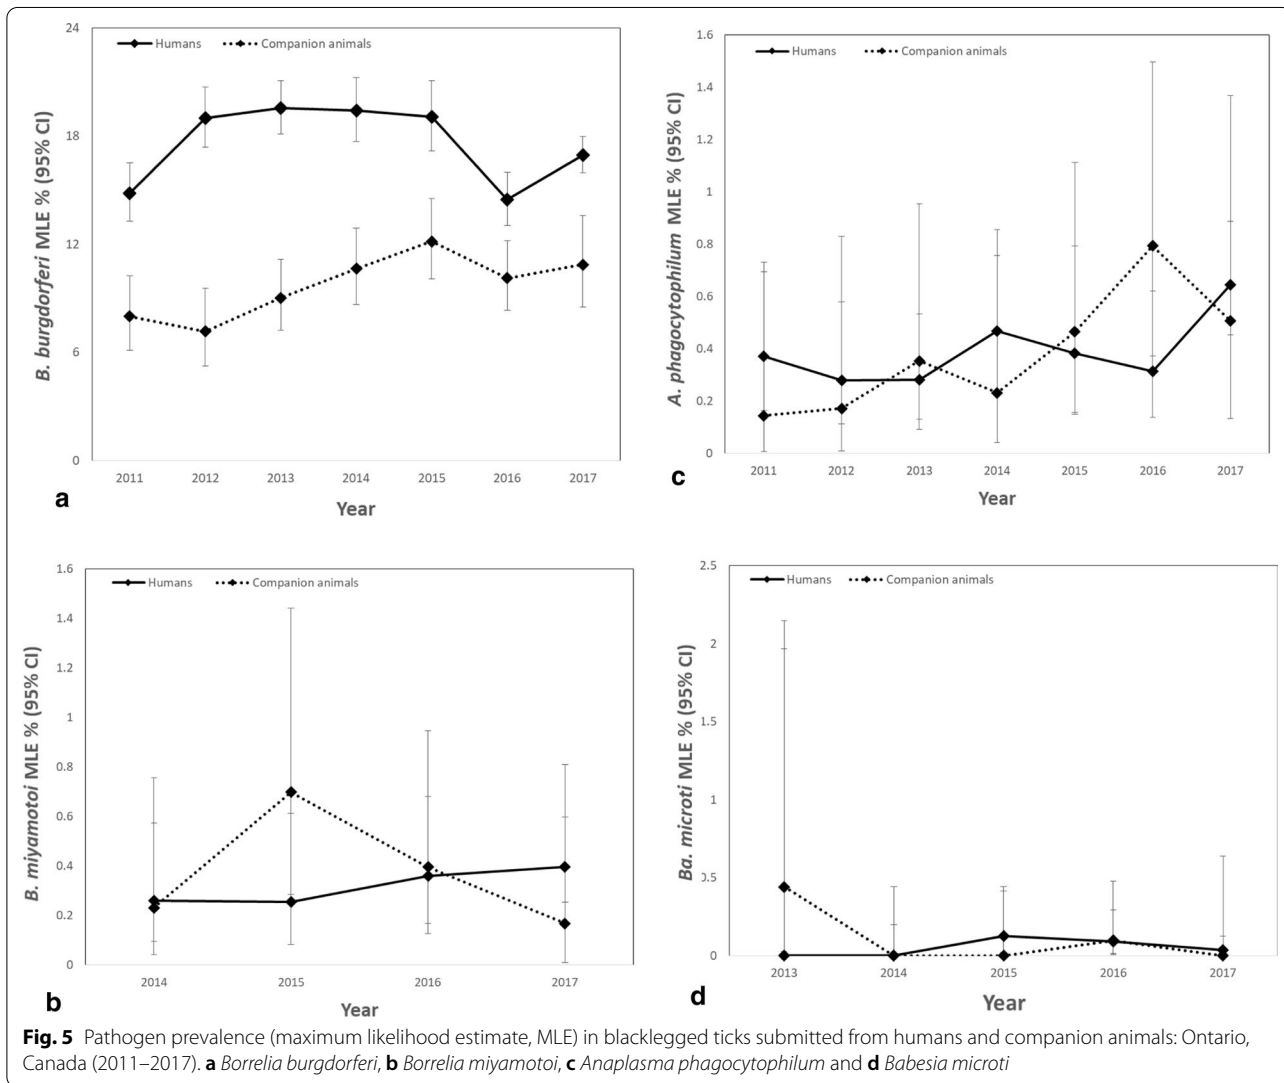 Humans Companion animals
B. burgdorferi MLE % (95% CI)
24
18
12
6
0
2011 2012 2013 2014 2015 2016 2017
Year
a
Humans Companion animals
A. phagocytophilum MLE % (95% CI)
1.6
1.4
1.2
1
0.8
0.6
0.4
0.2
0
2011 2012 2013 2014 2015 2016 2017
Year
c
Humans Companion animals
B. miyamotoi MLE % (95% CI)
1.6
1.4
1.2
1
0.8
0.6
0.4
0.2
0
2014 2015 2016 2017
Year
b
Humans Companion animals
Ba. microti MLE % (95% CI)
2.5
2
1.5
1
0.5
0
2013 2014 2015 2016 2017
Year
d
Fig. 5 Pathogen prevalence (maximum likelihood estimate, MLE) in blacklegged ticks submitted from humans and companion animals: Ontario,
Canada (2011–2017). a Borrelia burgdorferi, b Borrelia miyamotoi, c Anaplasma phagocytophilum and d Babesia microti